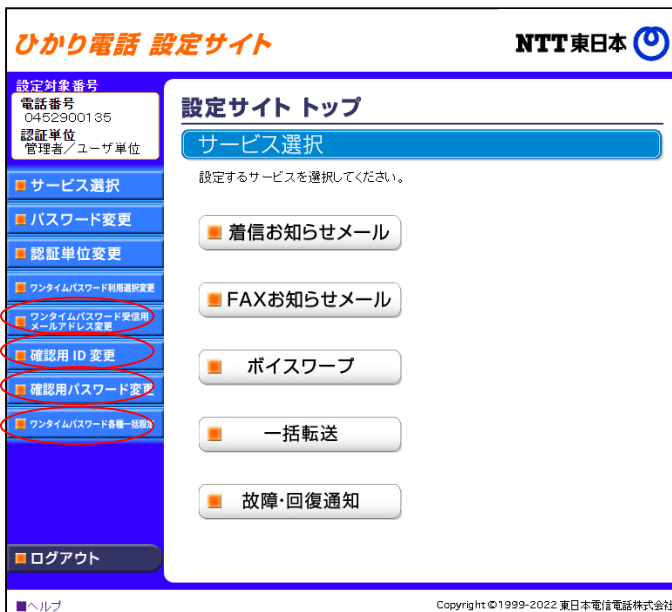 ひかり電話 設定サイト
NTT東日本
設定対象番号
電話番号
0452900135
認証単位
管理者／ユーザ単位
サービス選択
パスワード変更
認証単位変更
ワンタイムパスワード利用選択変更
ワンタイムパスワード受信用
メールアドレス変更
確認用 ID 変更
確認用パスワード変更
ワンタイムパスワード各種一括設定
ログアウト
設定サイト トップ
サービス選択
設定するサービスを選択してください。
着信お知らせメール
FAXお知らせメール
ボイスワープ
一括転送
故障・回復通知
■ヘルプ
Copyright©1999-2022 東日本電信電話株式会社